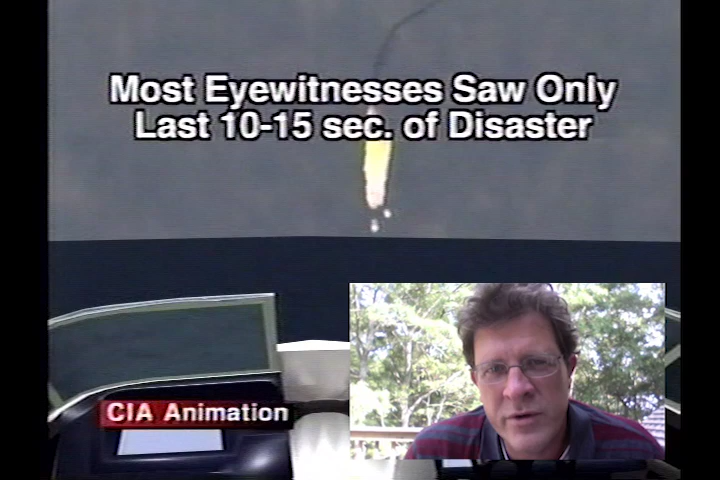 Most Eyewitnesses Saw Only
Last 10-15 sec. of Disaster
CIA Animation